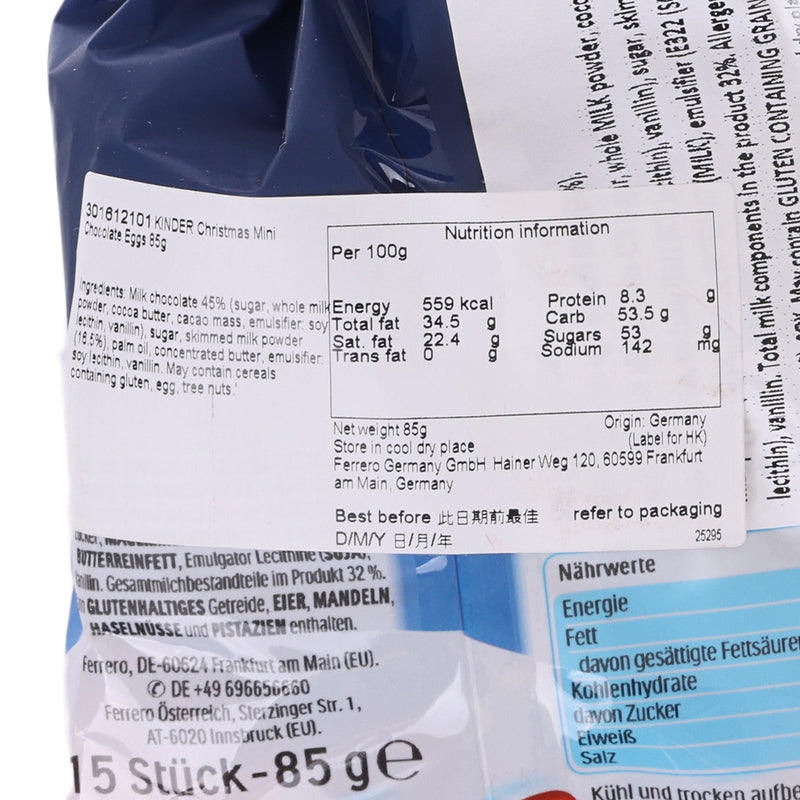 whole MILK powder,
vanillin), sugar,
(MILK), emulsifier (E322
components in the product 32%.
lecithin), vanillin. Total milk
GLUTEN CONTAINING
301612101 KINDER Christmas Mini
Chocolate Eggs 85g
Ingredients: Milk chocolate 45% (sugar, whole milk
powder, cocoa butter, cacao mass, emulsifier: soy
lecithin, vanillin), sugar, skimmed milk powder
(16.5%), palm oil, concentrated butter, emulsifier:
soy lecithin, vanillin. May contain cereals
containing gluten, egg, tree nuts.
Nutrition information
Per 100g
Energy 559 kcal Protein 8.3 g
Total fat 34.5 g Carb 53.5 g
Sat. fat 22.4 g Sugars 53 g
Trans fat 0 g Sodium 142 mg
Net weight 85g Origin: Germany
Store in cool dry place (Label for HK)
Ferrero Germany GmbH Hainer Weg 120, 60599 Frankfurt
am Main, Germany
Best before 此日期前最佳 refer to packaging
D/M/Y 日/月/年 25295
BUTTERREINFETT, Emulgator Lecithine (SOJA),
Gesamtmilchbestandteile im Produkt 32 %.
GLUTENHALTIGES Getreide, EIER, MANDELN,
HASELNÜSSE und PISTAZIEN enthalten.
Ferrero, DE-60624 Frankfurt am Main (EU).
✆ DE +49 696656660
Ferrero Österreich, Sterzinger Str. 1,
AT-6020 Innsbruck (EU).
15 Stück - 85 g e
Nährwerte
Energie
Fett
davon gesättigte Fettsäuren
Kohlenhydrate
davon Zucker
Eiweiß
Salz
Kühl und trocken